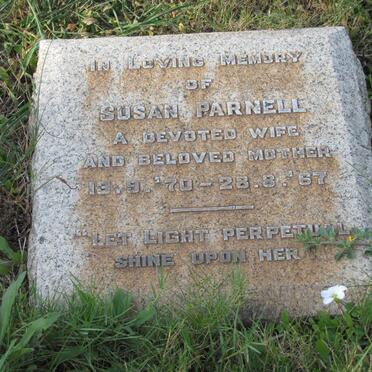 In Loving Memory
of
Susan Parnell
A devoted wife
and beloved mother
19.9.'70 – 28.8.'67
"Let Light Perpetual
shine upon her"